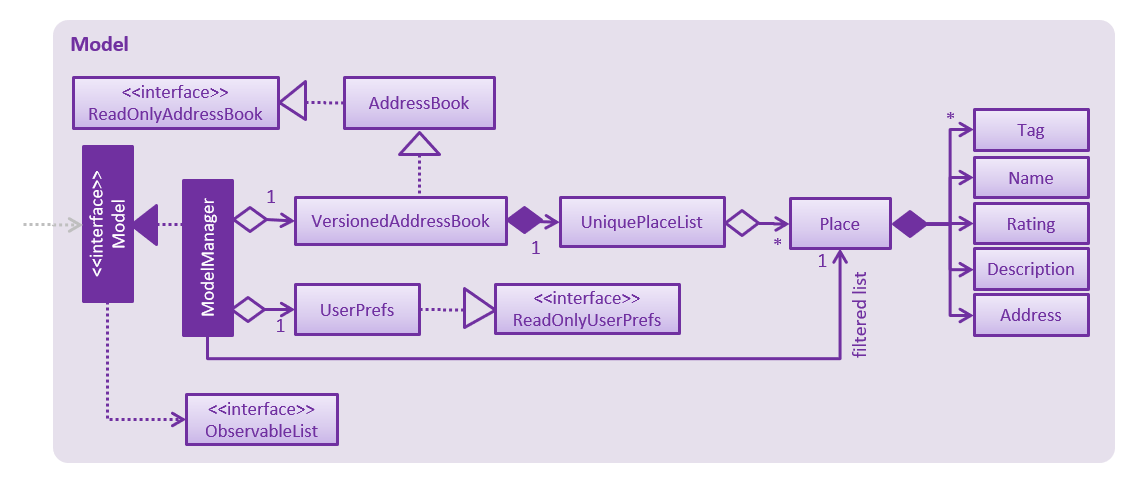 Model
<<interface>>
ReadOnlyAddressBook
AddressBook
<<interface>>
Model
ModelManager
1
VersionedAddressBook
1
UniquePlaceList
*
Place
1
filtered list
*
Tag
Name
Rating
Description
Address
1
UserPrefs
<<interface>>
ReadOnlyUserPrefs
<<interface>>
ObservableList